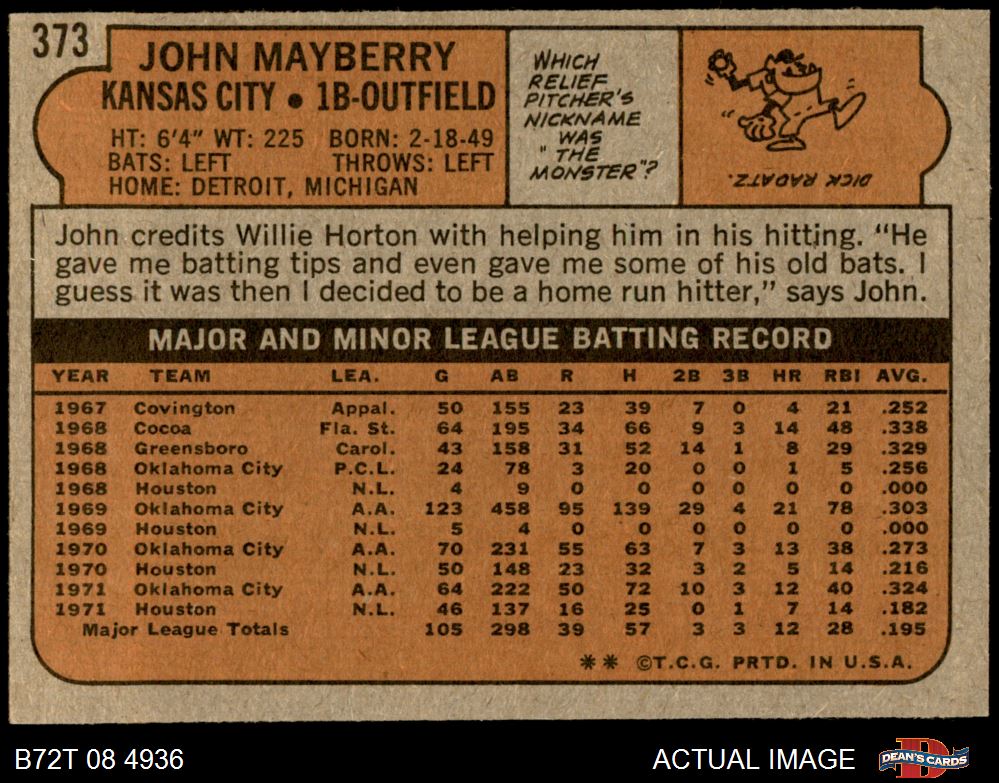 373
JOHN MAYBERRY
KANSAS CITY • 1B-OUTFIELD
HT: 6'4" WT: 225 BORN: 2-18-49
BATS: LEFT THROWS: LEFT
HOME: DETROIT, MICHIGAN
WHICH
RELIEF
PITCHER'S
NICKNAME
WAS
"THE
MONSTER"?
DICK RADATZ.
John credits Willie Horton with helping him in his hitting. "He
gave me batting tips and even gave me some of his old bats. I
guess it was then I decided to be a home run hitter," says John.
MAJOR AND MINOR LEAGUE BATTING RECORD
YEAR TEAM LEA. G AB R H 2B 3B HR RBI AVG.
1967 Covington Appal. 50 155 23 39 7 0 4 21 .252
1968 Cocoa Fla. St. 64 195 34 66 9 3 14 48 .338
1968 Greensboro Carol. 43 158 31 52 14 1 8 29 .329
1968 Oklahoma City P.C.L. 24 78 3 20 0 0 1 5 .256
1968 Houston N.L. 4 9 0 0 0 0 0 0 .000
1969 Oklahoma City A.A. 123 458 95 139 29 4 21 78 .303
1969 Houston N.L. 5 4 0 0 0 0 0 0 .000
1970 Oklahoma City A.A. 70 231 55 63 7 3 13 38 .273
1970 Houston N.L. 50 148 23 32 3 2 5 14 .216
1971 Oklahoma City A.A. 64 222 50 72 10 3 12 40 .324
1971 Houston N.L. 46 137 16 25 0 1 7 14 .182
Major League Totals 105 298 39 57 3 3 12 28 .195
** ©T.C.G. PRTD. IN U.S.A.
B72T 08 4936
ACTUAL IMAGE
DEAN'S CARDS